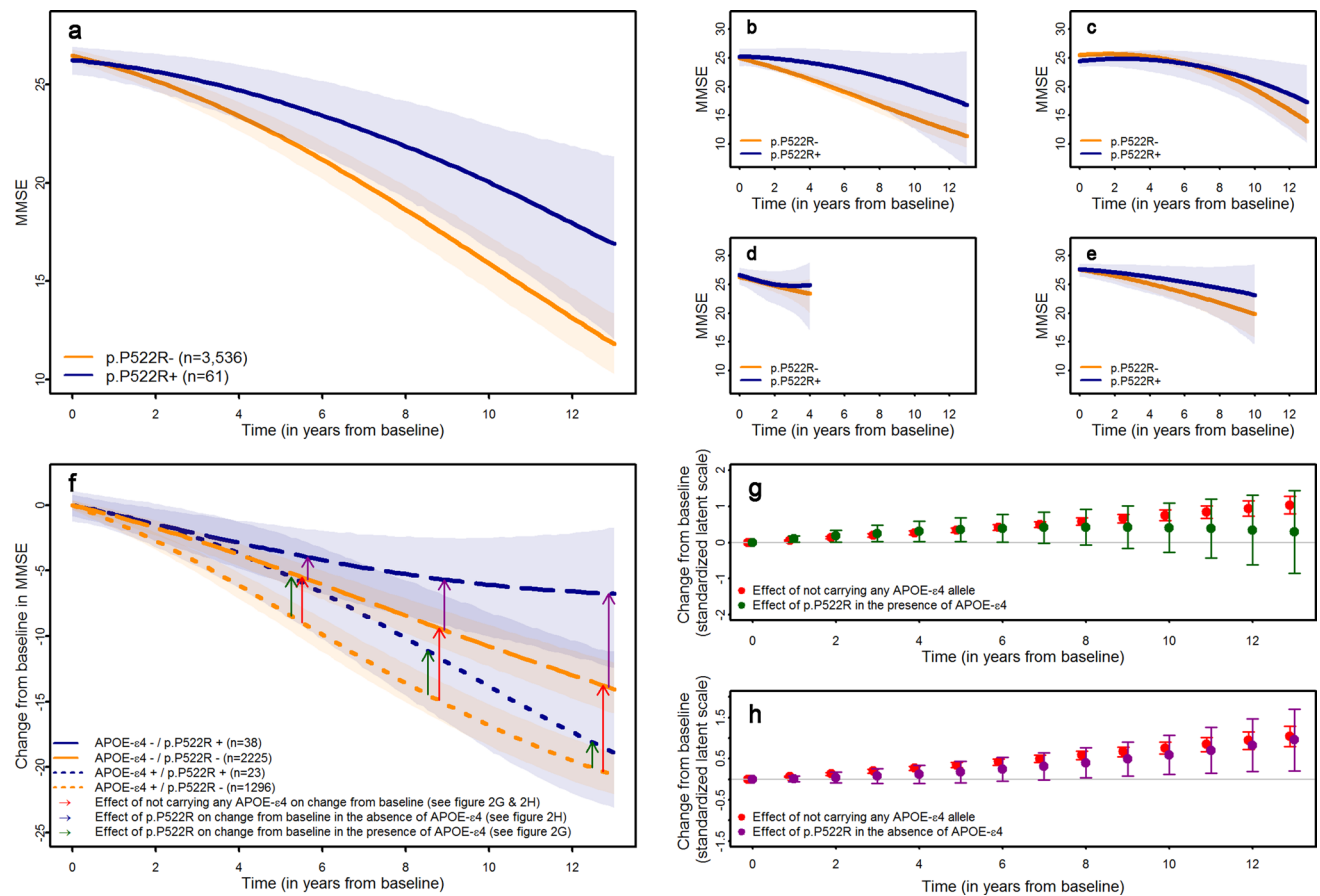 a
MMSE
10
15
20
25
p.P522R- (n=3,536)
p.P522R+ (n=61)
0 2 4 6 8 10 12
Time (in years from baseline)
b
MMSE
10 15 20 25 30
p.P522R-
p.P522R+
0 2 4 6 8 10 12
Time (in years from baseline)
c
MMSE
10 15 20 25 30
p.P522R-
p.P522R+
0 2 4 6 8 10 12
Time (in years from baseline)
d
MMSE
10 15 20 25 30
p.P522R-
p.P522R+
0 2 4 6 8 10 12
Time (in years from baseline)
e
MMSE
10 15 20 25 30
p.P522R-
p.P522R+
0 2 4 6 8 10 12
Time (in years from baseline)
f
Change from baseline in MMSE
0
-5
-10
-15
-20
-25
APOE-ε4 - / p.P522R + (n=38)
APOE-ε4 - / p.P522R - (n=2225)
APOE-ε4 + / p.P522R + (n=23)
APOE-ε4 + / p.P522R - (n=1296)
Effect of not carrying any APOE-ε4 on change from baseline (see figure 2G & 2H)
Effect of p.P522R on change from baseline in the absence of APOE-ε4 (see figure 2H)
Effect of p.P522R on change from baseline in the presence of APOE-ε4 (see figure 2G)
0 2 4 6 8 10 12
Time (in years from baseline)
g
Change from baseline
(standardized latent scale)
-2 -1 0 1 2
Effect of not carrying any APOE-ε4 allele
Effect of p.P522R in the presence of APOE-ε4
0 2 4 6 8 10 12
Time (in years from baseline)
h
Change from baseline
(standardized latent scale)
-1.5 -0.5 0.5 1.5
Effect of not carrying any APOE-ε4 allele
Effect of p.P522R in the absence of APOE-ε4
0 2 4 6 8 10 12
Time (in years from baseline)